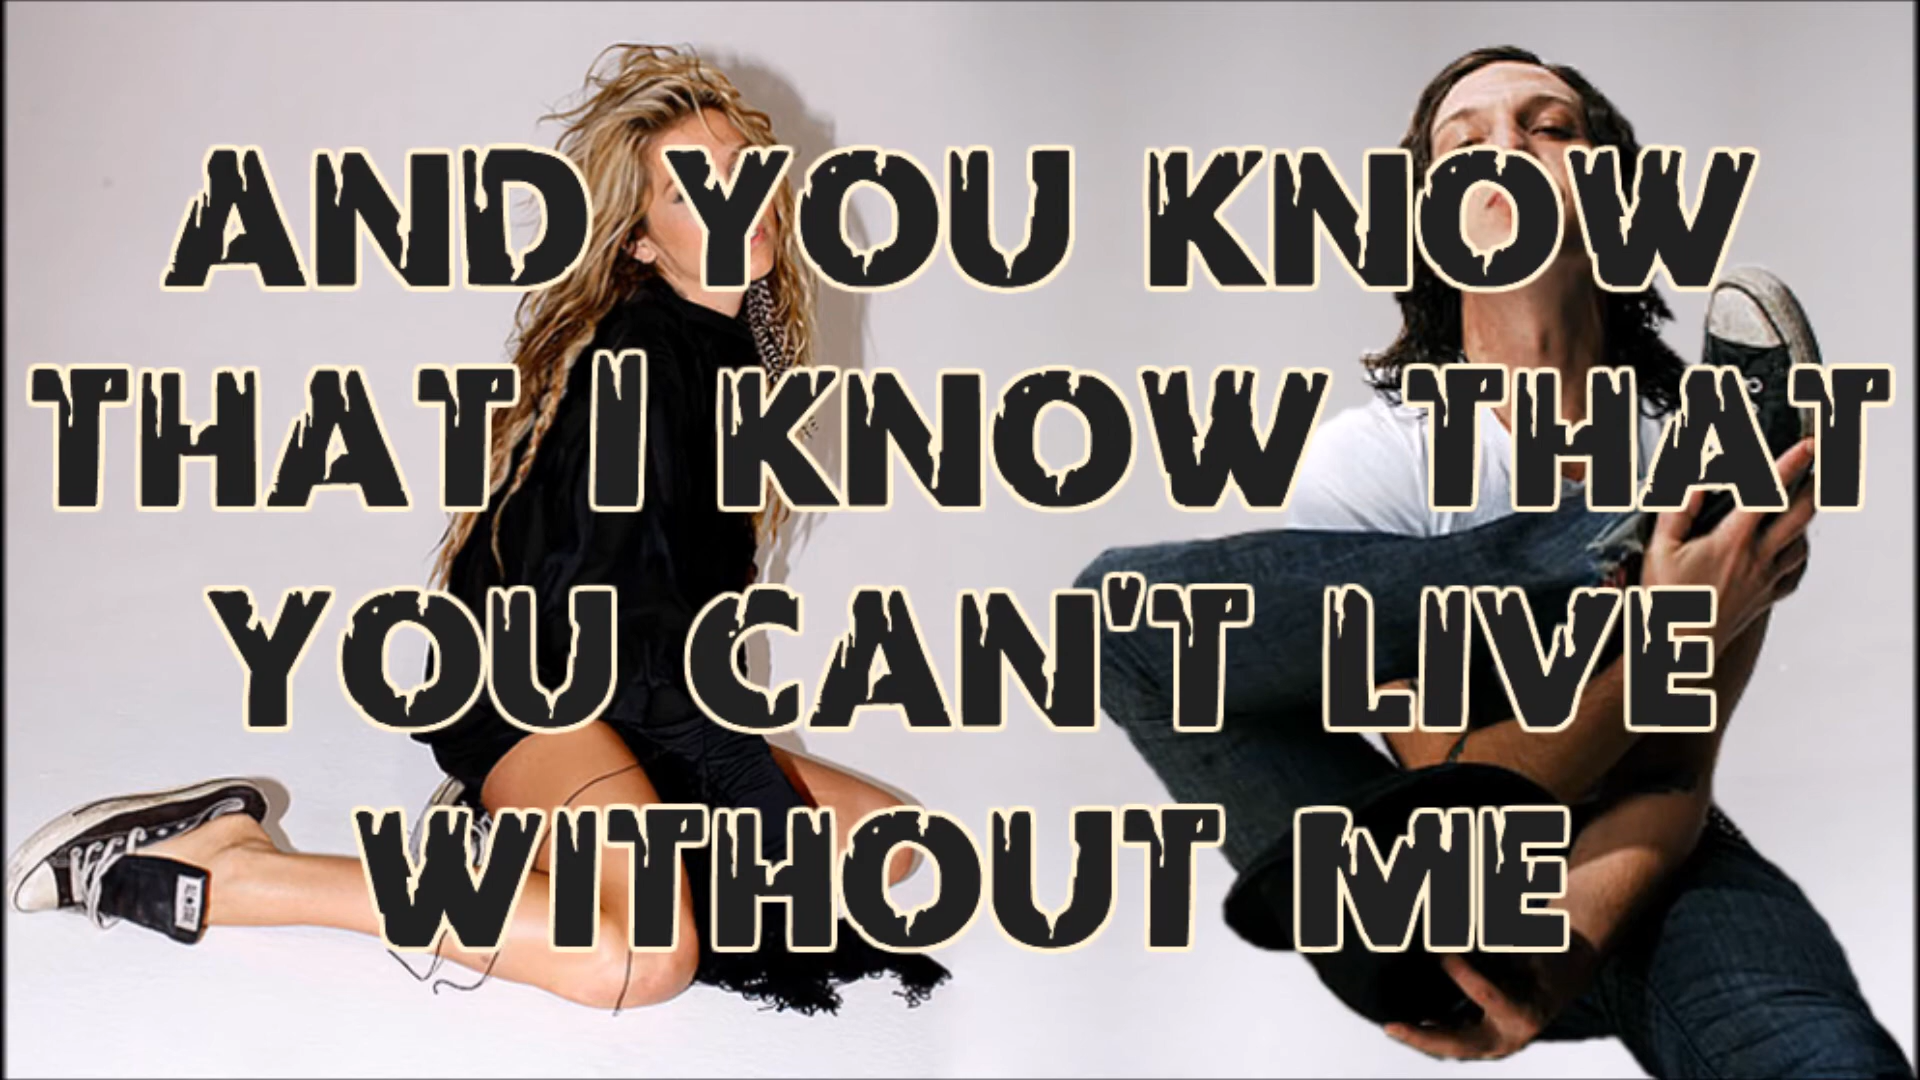 AND YOU KNOW
THAT I KNOW THAT
YOU CAN'T LIVE
WITHOUT ME